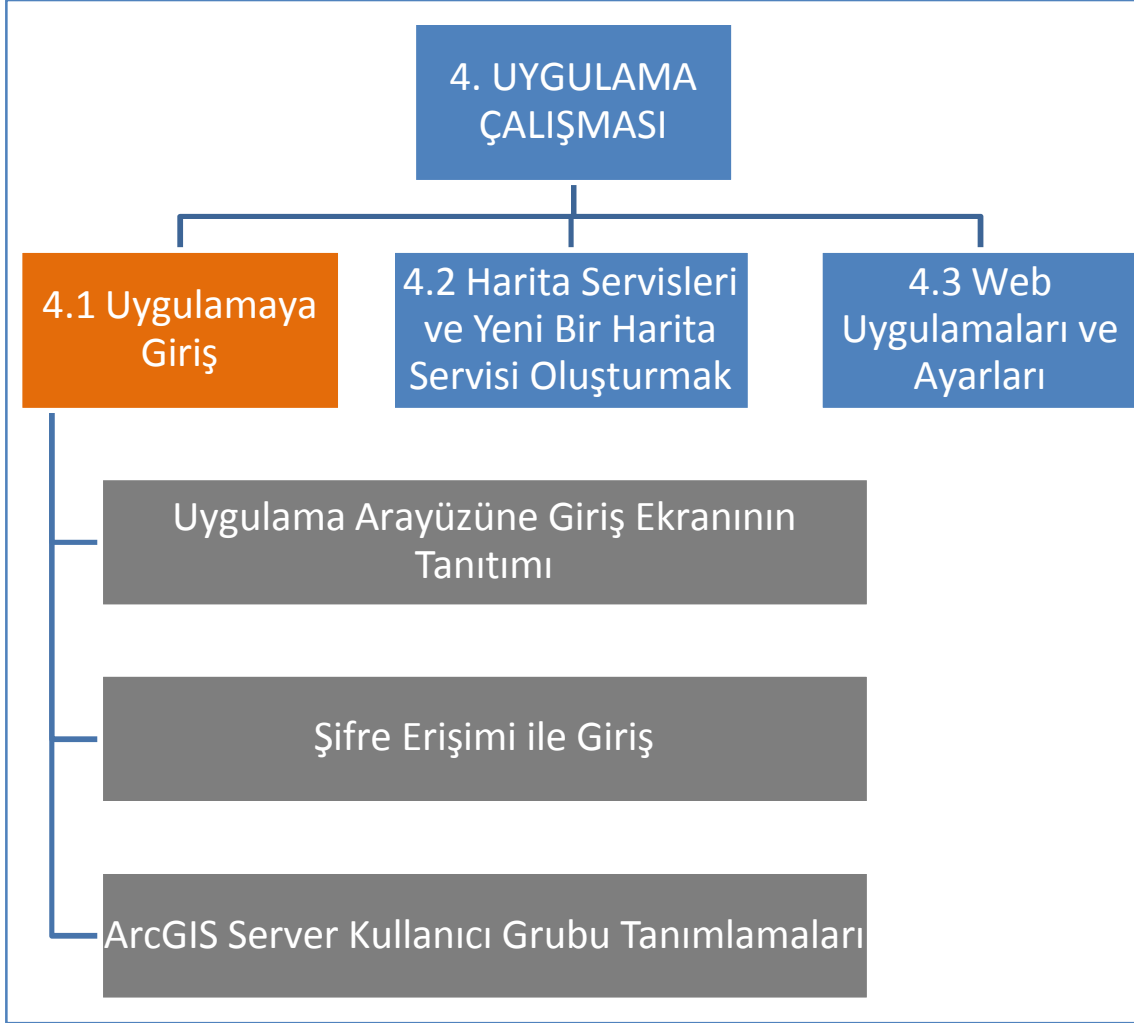 4. UYGULAMA
ÇALIŞMASI
4.1 Uygulamaya
Giriş
4.2 Harita Servisleri
ve Yeni Bir Harita
Servisi Oluşturmak
4.3 Web
Uygulamaları ve
Ayarları
Uygulama Arayüzüne Giriş Ekranının
Tanıtımı
Şifre Erişimi ile Giriş
ArcGIS Server Kullanıcı Grubu Tanımlamaları